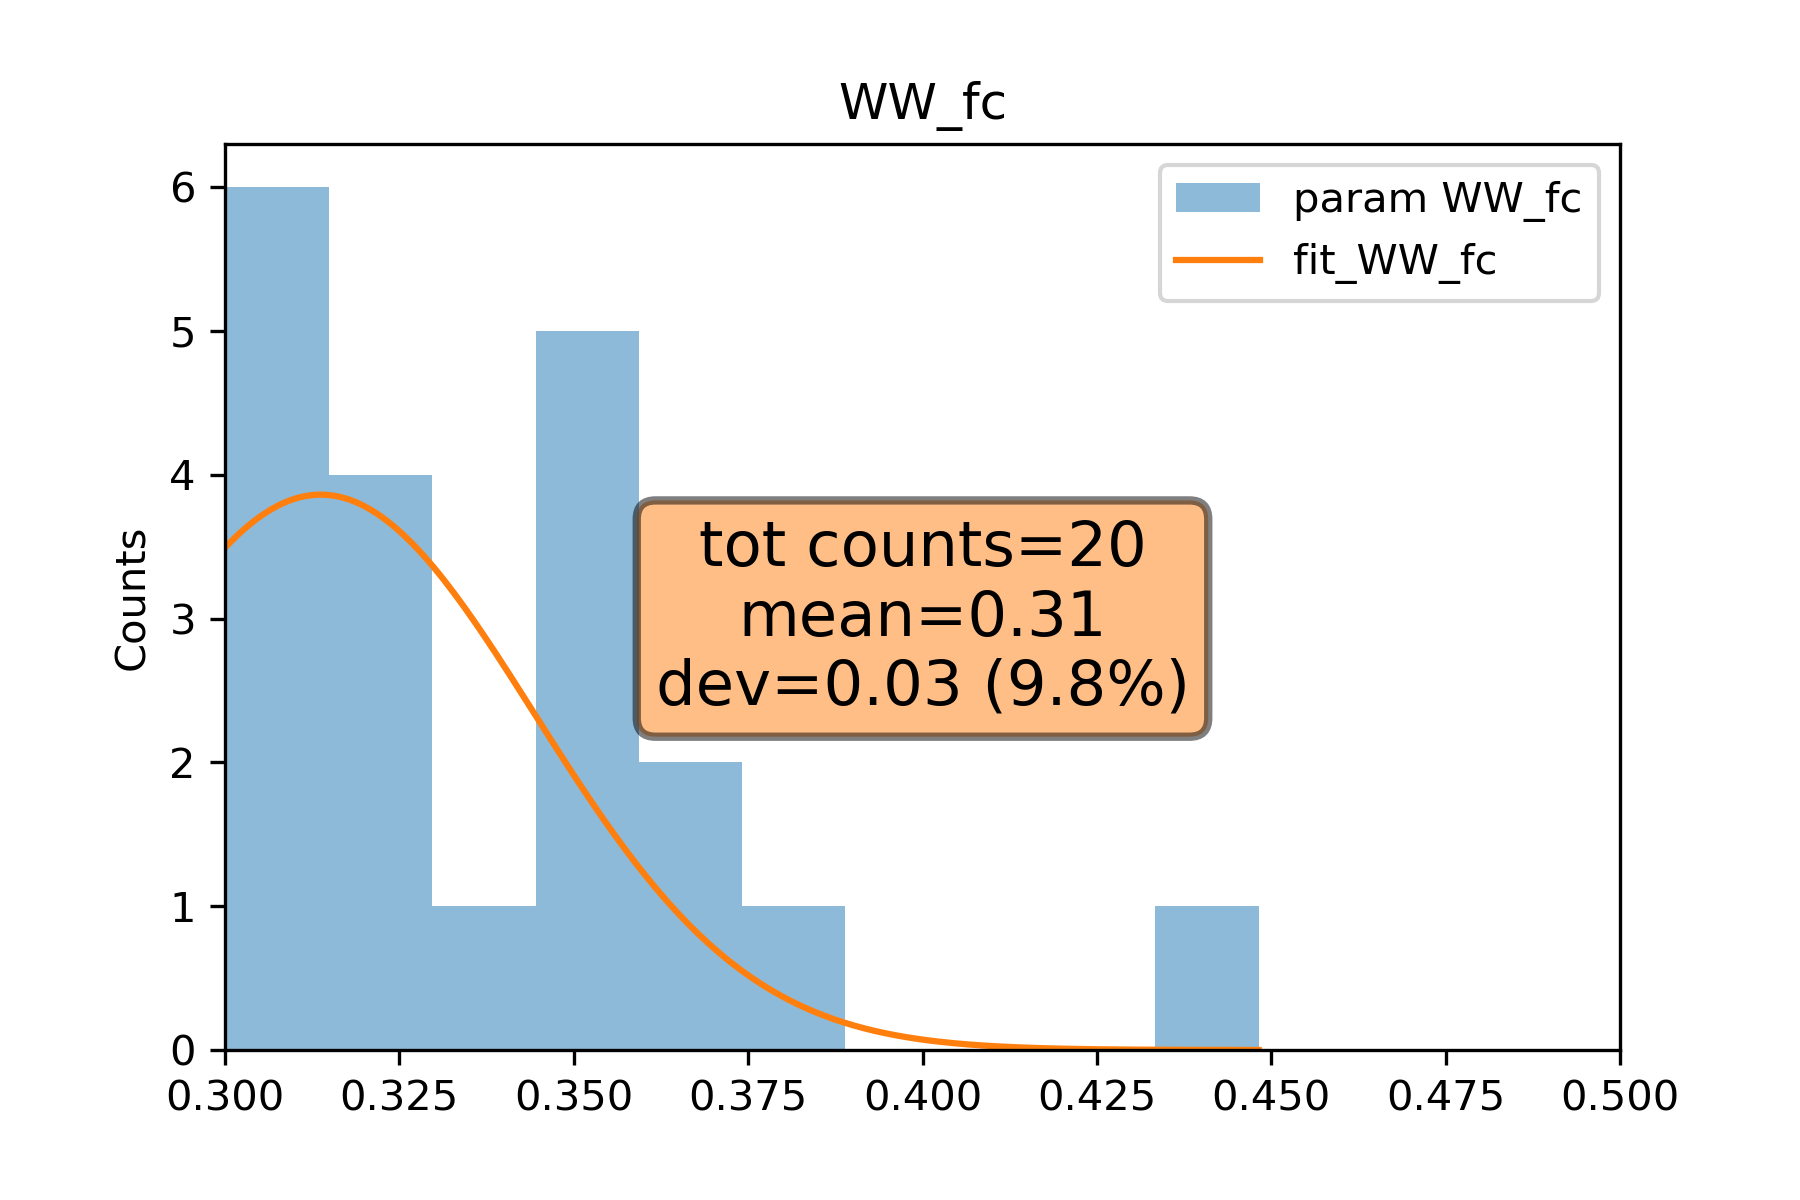 WW_fc
param WW_fc
fit_WW_fc
6
5
4
3
2
1
0
Counts
tot counts=20
mean=0.31
dev=0.03 (9.8%)
0.300 0.325 0.350 0.375 0.400 0.425 0.450 0.475 0.500